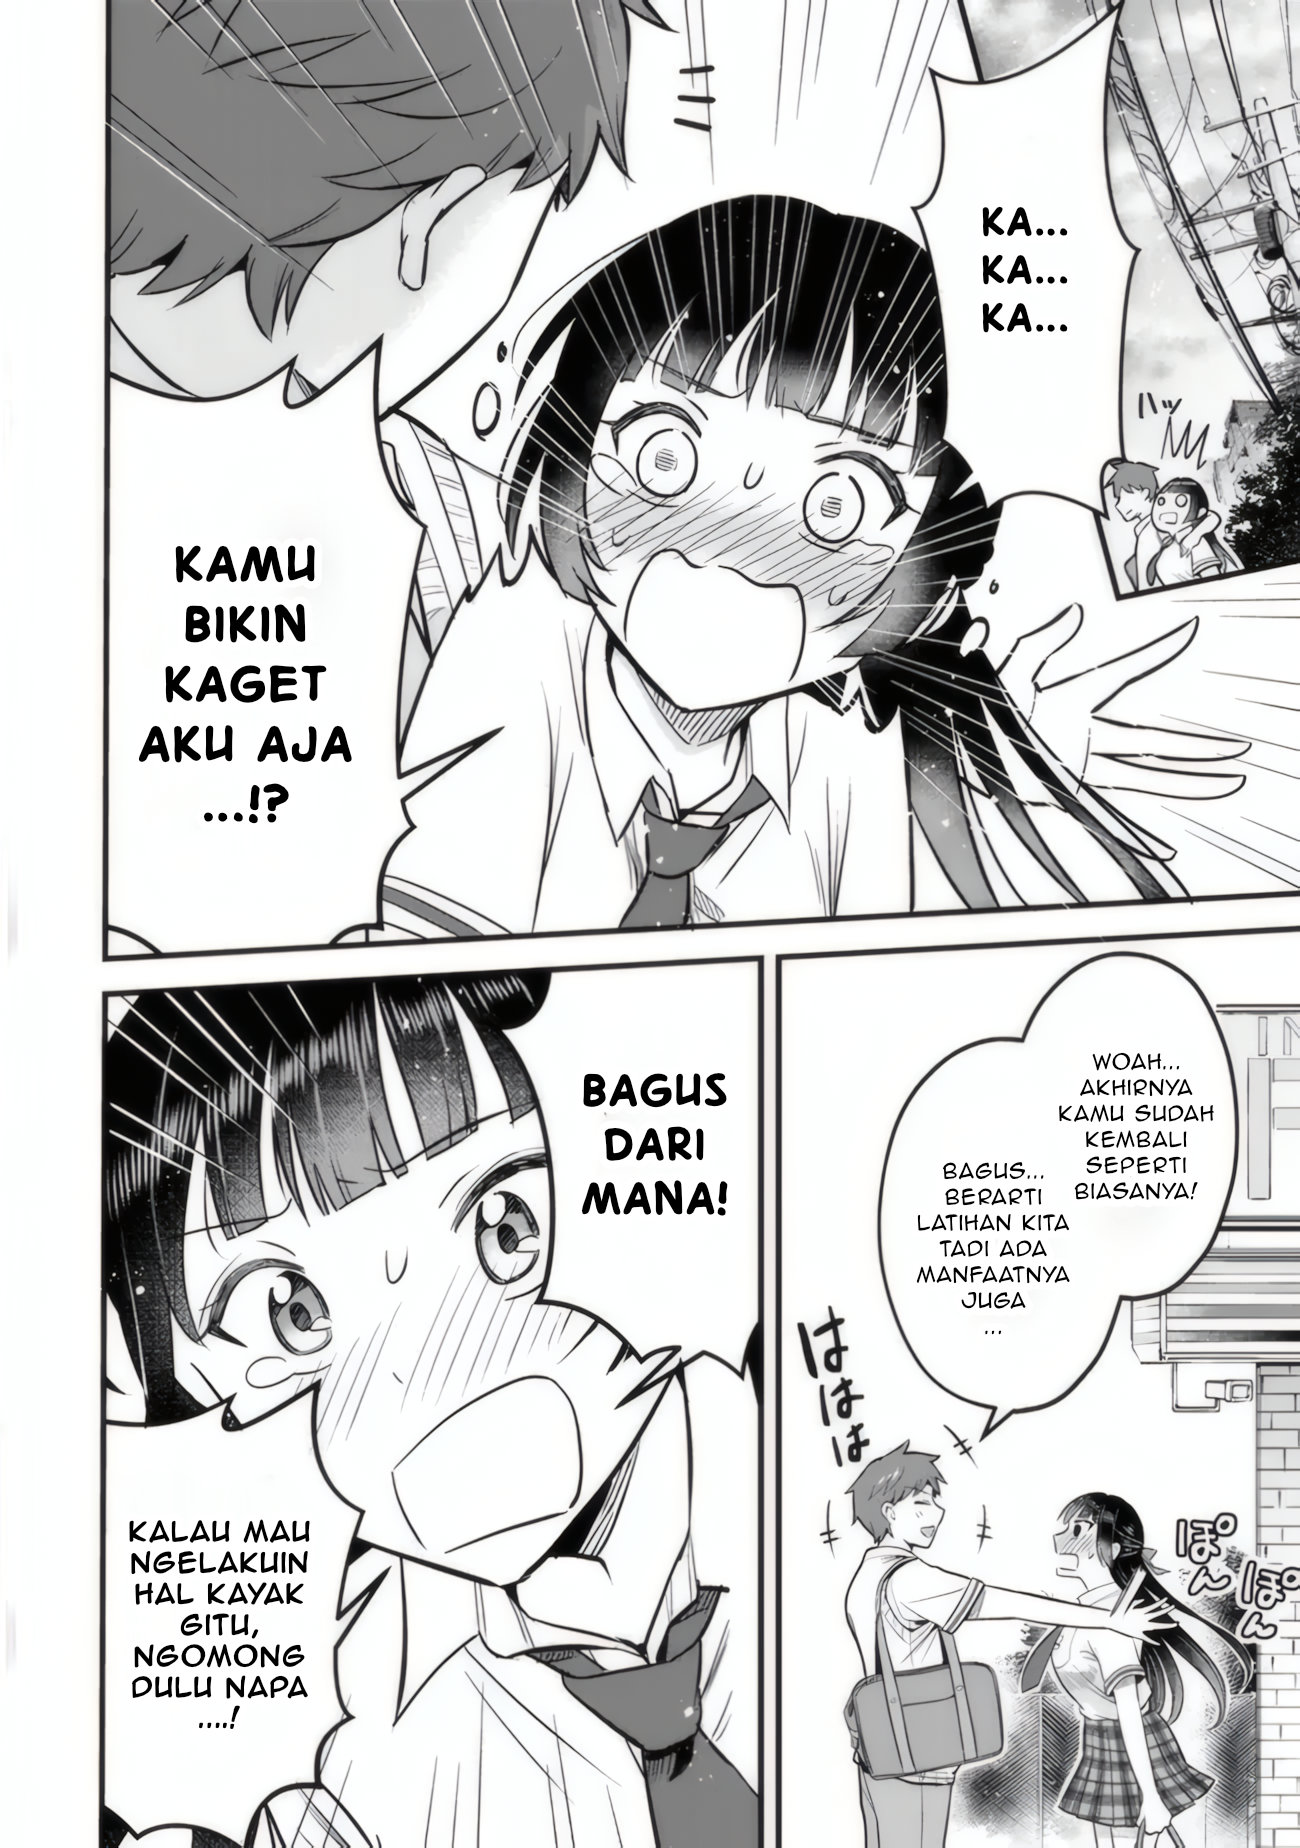 KA...
KA...
KA...
ハッ
KAMU
BIKIN
KAGET
AKU AJA
...!?
WOAH...
AKHIRNYA
KAMU SUDAH
KEMBALI
SEPERTI
BIASANYA!
BAGUS...
BERARTI
LATIHAN KITA
TADI ADA
MANFAATNYA
JUGA
...
ははは
ぽん
ぽん
BAGUS
DARI
MANA!
KALAU MAU
NGELAKUIN
HAL KAYAK
GITU,
NGOMONG
DULU NAPA
....!